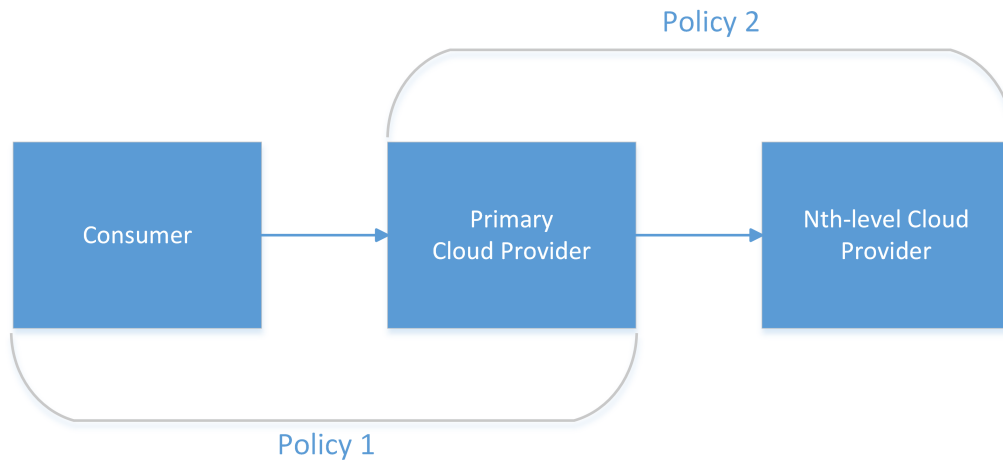 Policy 2
Consumer
Primary
Cloud Provider
Nth-level Cloud
Provider
Policy 1